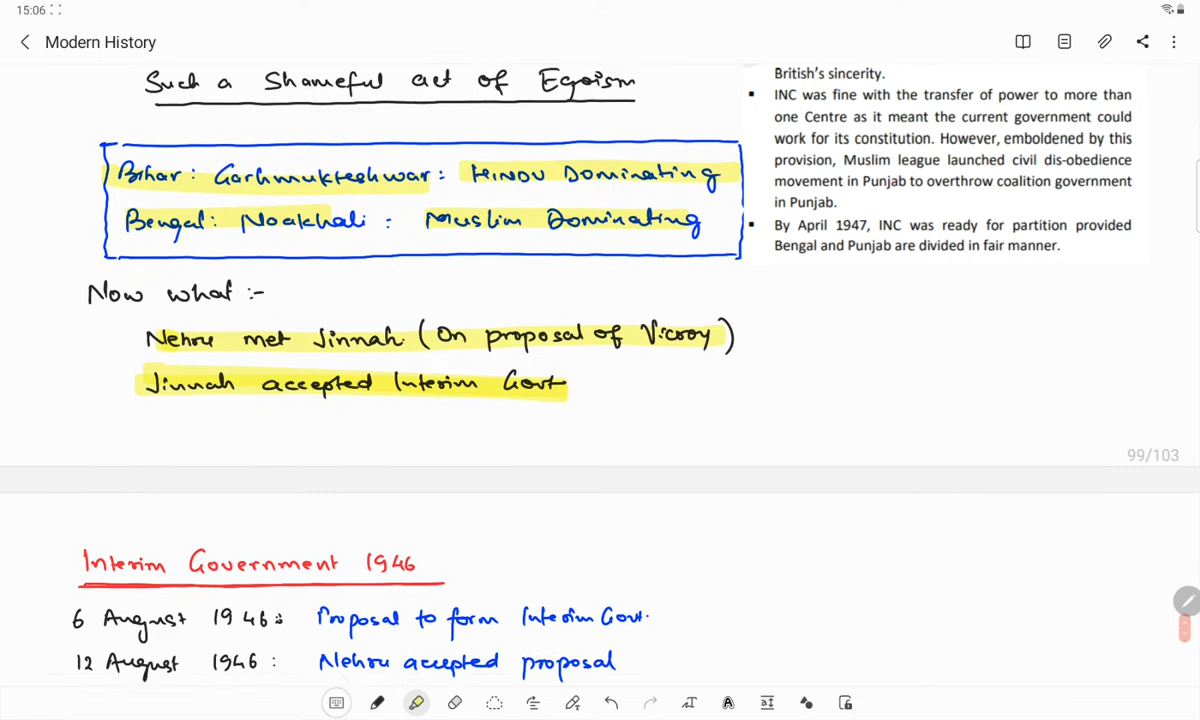 15:06
Modern History
Such a Shameful act of Egoism
Bihar: Garhmukteshwar: HINDU Dominating
Bengal: Noakhali: Muslim Dominating
Now what :-
Nehru met Jinnah. (On proposal of Vicroy)
Jinnah accepted Interim Govt
British's sincerity.
▪ INC was fine with the transfer of power to more than
one Centre as it meant the current government could
work for its constitution. However, emboldened by this
provision, Muslim league launched civil dis-obedience
movement in Punjab to overthrow coalition government
in Punjab.
▪ By April 1947, INC was ready for partition provided
Bengal and Punjab are divided in fair manner.
99/103
Interim Government 1946
6 August 1946: Proposal to form Interim Govt.
12 August 1946: Nehru accepted proposal